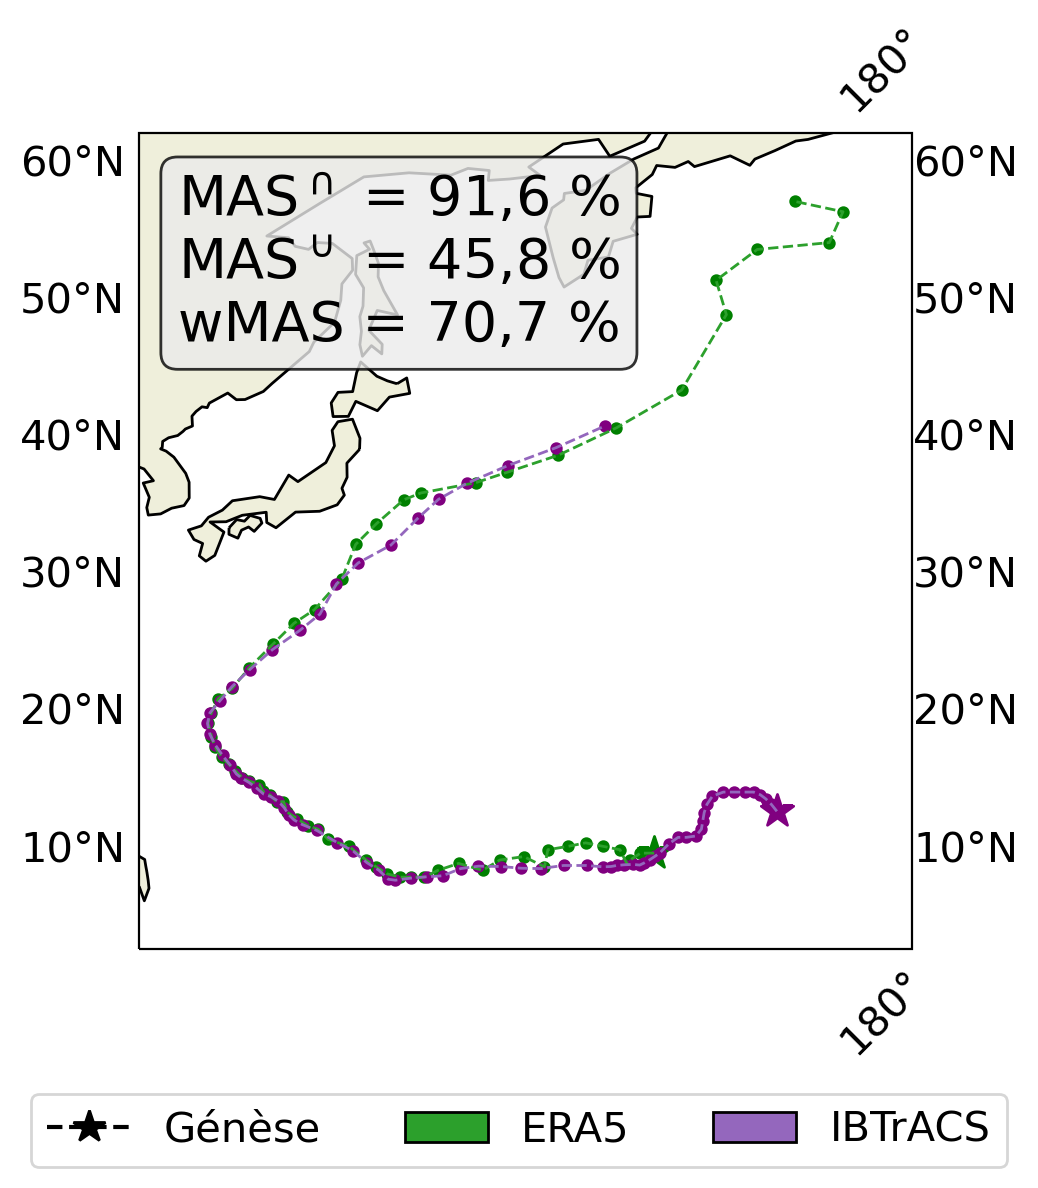 180°
60°N 60°N
MAS∩ = 91,6 %
MAS∪ = 45,8 %
50°N 50°N
wMAS = 70,7 %
40°N 40°N
30°N 30°N
20°N 20°N
10°N 10°N
180°
Génèse ERA5 IBTrACS